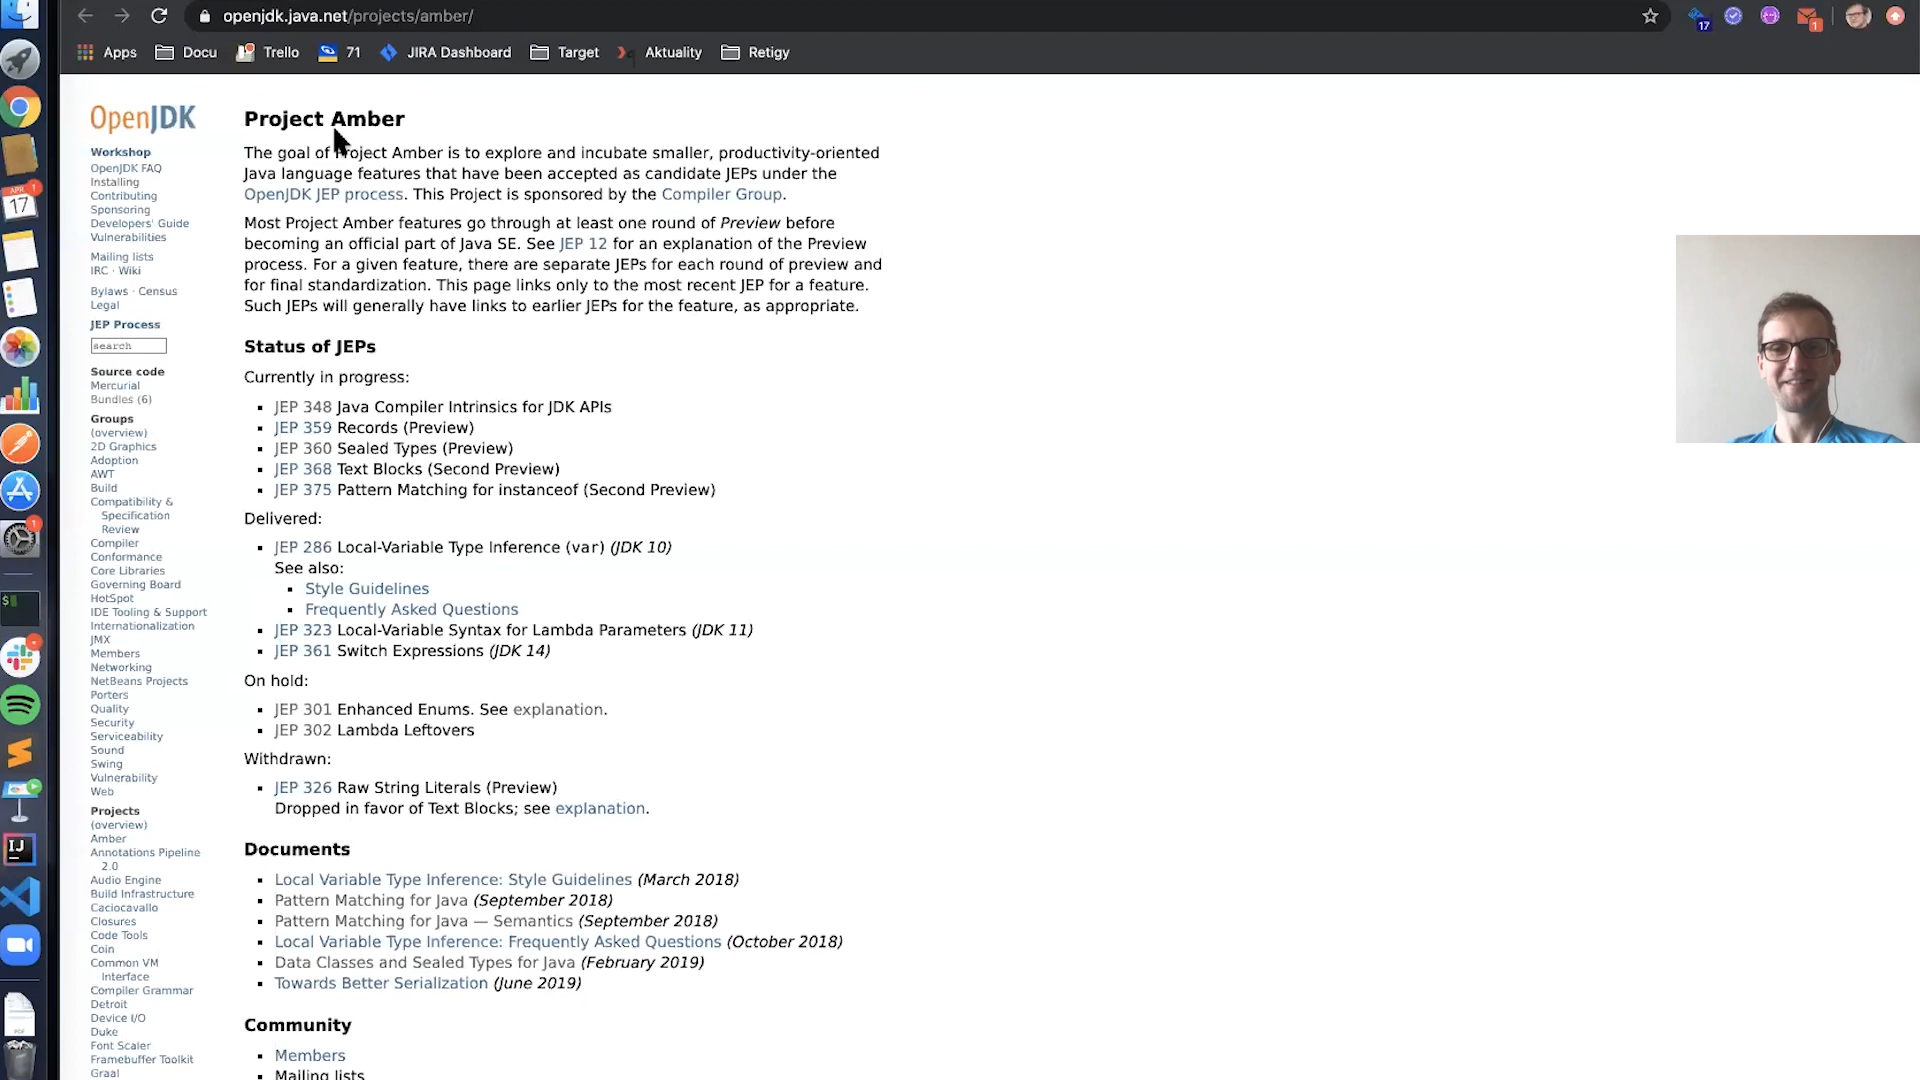 openjdk.java.net/projects/amber/
17
1
Apps
Docu
Trello
71
JIRA Dashboard
Target
Aktuality
Retigy
APR
1
17
1
$
IJ
PDF
OpenJDK
Workshop
OpenJDK FAQ
Installing
Contributing
Sponsoring
Developers' Guide
Vulnerabilities
Mailing lists
IRC · Wiki
Bylaws · Census
Legal
JEP Process
search
Source code
Mercurial
Bundles (6)
Groups
(overview)
2D Graphics
Adoption
AWT
Build
Compatibility &
Specification
Review
Compiler
Conformance
Core Libraries
Governing Board
HotSpot
IDE Tooling & Support
Internationalization
JMX
Members
Networking
NetBeans Projects
Porters
Quality
Security
Serviceability
Sound
Swing
Vulnerability
Web
Projects
(overview)
Amber
Annotations Pipeline
2.0
Audio Engine
Build Infrastructure
Caciocavallo
Closures
Code Tools
Coin
Common VM
Interface
Compiler Grammar
Detroit
Device I/O
Duke
Font Scaler
Framebuffer Toolkit
Graal
Project Amber
The goal of Project Amber is to explore and incubate smaller, productivity-oriented
Java language features that have been accepted as candidate JEPs under the
OpenJDK JEP process. This Project is sponsored by the Compiler Group.
Most Project Amber features go through at least one round of Preview before
becoming an official part of Java SE. See JEP 12 for an explanation of the Preview
process. For a given feature, there are separate JEPs for each round of preview and
for final standardization. This page links only to the most recent JEP for a feature.
Such JEPs will generally have links to earlier JEPs for the feature, as appropriate.
Status of JEPs
Currently in progress:
JEP 348 Java Compiler Intrinsics for JDK APIs
JEP 359 Records (Preview)
JEP 360 Sealed Types (Preview)
JEP 368 Text Blocks (Second Preview)
JEP 375 Pattern Matching for instanceof (Second Preview)
Delivered:
JEP 286 Local-Variable Type Inference (var) (JDK 10)
See also:
Style Guidelines
Frequently Asked Questions
JEP 323 Local-Variable Syntax for Lambda Parameters (JDK 11)
JEP 361 Switch Expressions (JDK 14)
On hold:
JEP 301 Enhanced Enums. See explanation.
JEP 302 Lambda Leftovers
Withdrawn:
JEP 326 Raw String Literals (Preview)
Dropped in favor of Text Blocks; see explanation.
Documents
Local Variable Type Inference: Style Guidelines (March 2018)
Pattern Matching for Java (September 2018)
Pattern Matching for Java — Semantics (September 2018)
Local Variable Type Inference: Frequently Asked Questions (October 2018)
Data Classes and Sealed Types for Java (February 2019)
Towards Better Serialization (June 2019)
Community
Members
Mailing lists